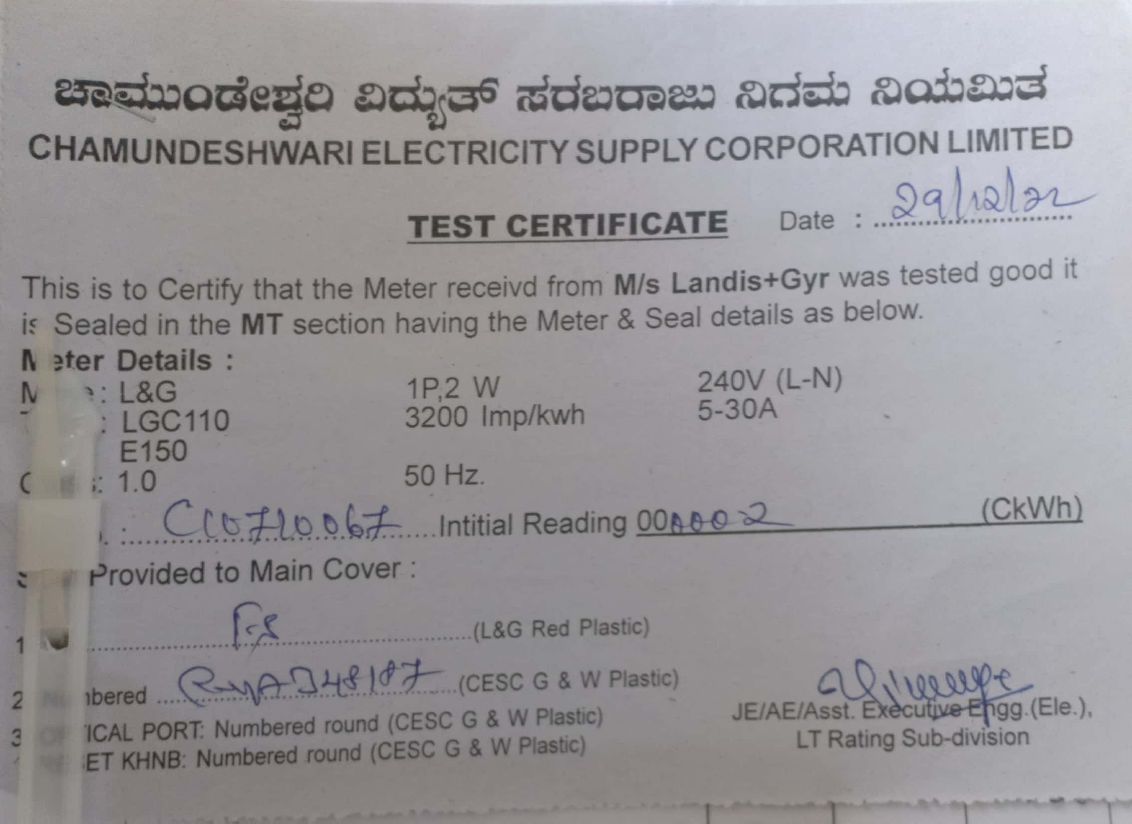 ಚಾಮುಂಡೇಶ್ವರಿ ವಿದ್ಯುತ್ ಸರಬರಾಜು ನಿಗಮ ನಿಯಮಿತ
CHAMUNDESHWARI ELECTRICITY SUPPLY CORPORATION LIMITED
TEST CERTIFICATE Date : 29/12/22
This is to Certify that the Meter receivd from M/s Landis+Gyr was tested good it
is Sealed in the MT section having the Meter & Seal details as below.
Meter Details :
: L&G 1P,2 W 240V (L-N)
: LGC110 3200 Imp/kwh 5-30A
E150
: 1.0 50 Hz.
: Intitial Reading 000002 (CkWh)
Provided to Main Cover :
1 (L&G Red Plastic)
2 (CESC G & W Plastic)
JE/AE/Asst. Executive Engg.(Ele.),
3 PORT: Numbered round (CESC G & W Plastic)
LT Rating Sub-division
KHNB: Numbered round (CESC G & W Plastic)